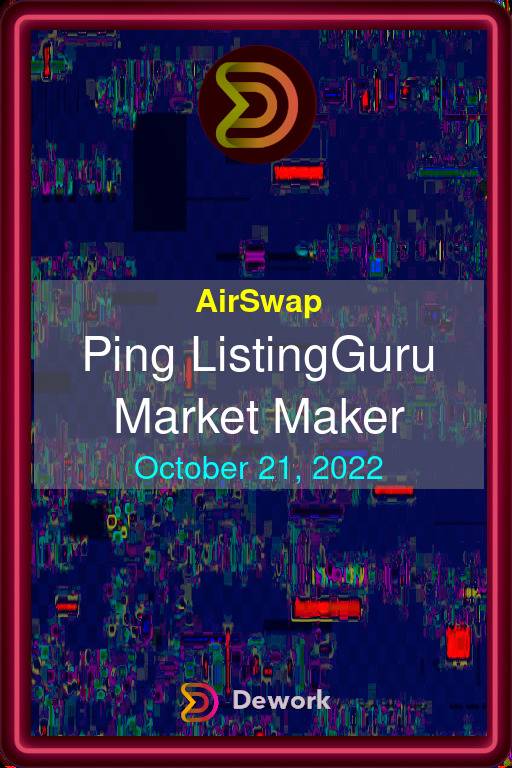 AirSwap
Ping ListingGuru
Market Maker
October 21, 2022
Dework